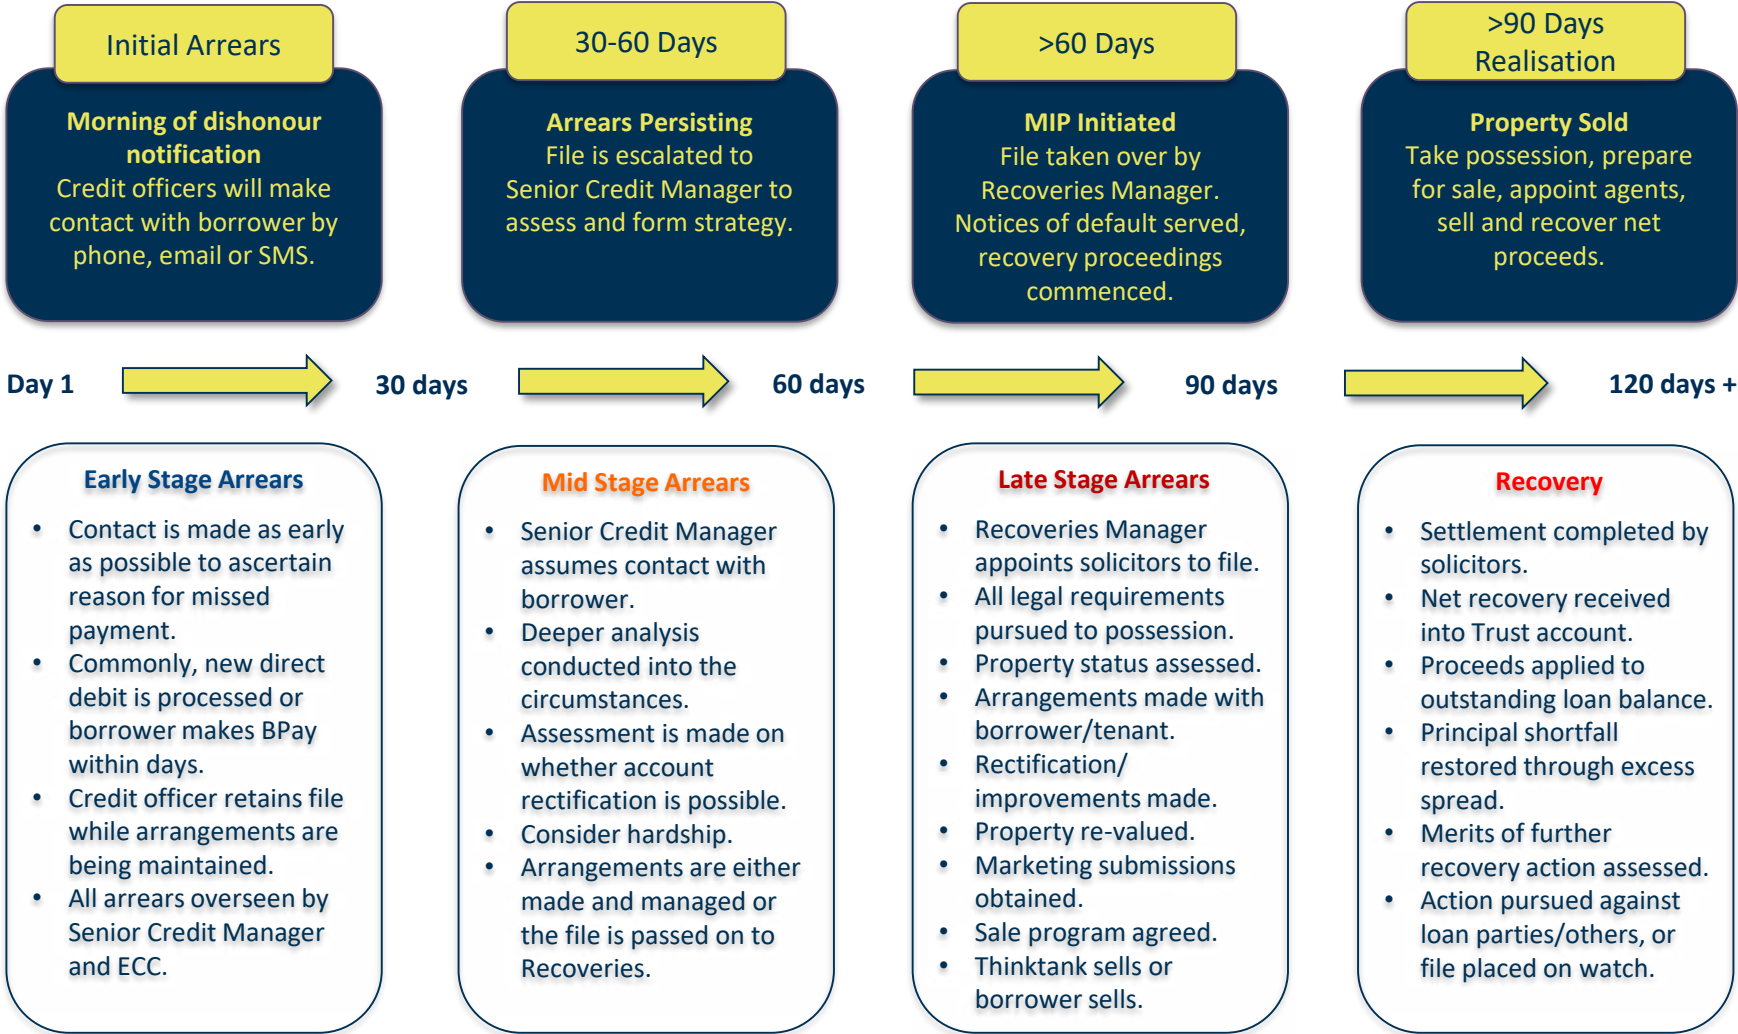 Initial Arrears
Morning of dishonour
notification
Credit officers will make
contact with borrower by
phone, email or SMS.
30-60 Days
Arrears Persisting
File is escalated to
Senior Credit Manager to
assess and form strategy.
>60 Days
MIP Initiated
File taken over by
Recoveries Manager.
Notices of default served,
recovery proceedings
commenced.
>90 Days
Realisation
Property Sold
Take possession, prepare
for sale, appoint agents,
sell and recover net
proceeds.
Day 1
30 days
60 days
90 days
120 days +
Early Stage Arrears
• Contact is made as early
as possible to ascertain
reason for missed
payment.
• Commonly, new direct
debit is processed or
borrower makes BPay
within days.
• Credit officer retains file
while arrangements are
being maintained.
• All arrears overseen by
Senior Credit Manager
and ECC.
Mid Stage Arrears
• Senior Credit Manager
assumes contact with
borrower.
• Deeper analysis
conducted into the
circumstances.
• Assessment is made on
whether account
rectification is possible.
• Consider hardship.
• Arrangements are either
made and managed or
the file is passed on to
Recoveries.
Late Stage Arrears
• Recoveries Manager
appoints solicitors to file.
• All legal requirements
pursued to possession.
• Property status assessed.
• Arrangements made with
borrower/tenant.
• Rectification/
improvements made.
• Property re-valued.
• Marketing submissions
obtained.
• Sale program agreed.
• Thinktank sells or
borrower sells.
Recovery
• Settlement completed by
solicitors.
• Net recovery received
into Trust account.
• Proceeds applied to
outstanding loan balance.
• Principal shortfall
restored through excess
spread.
• Merits of further
recovery action assessed.
• Action pursued against
loan parties/others, or
file placed on watch.